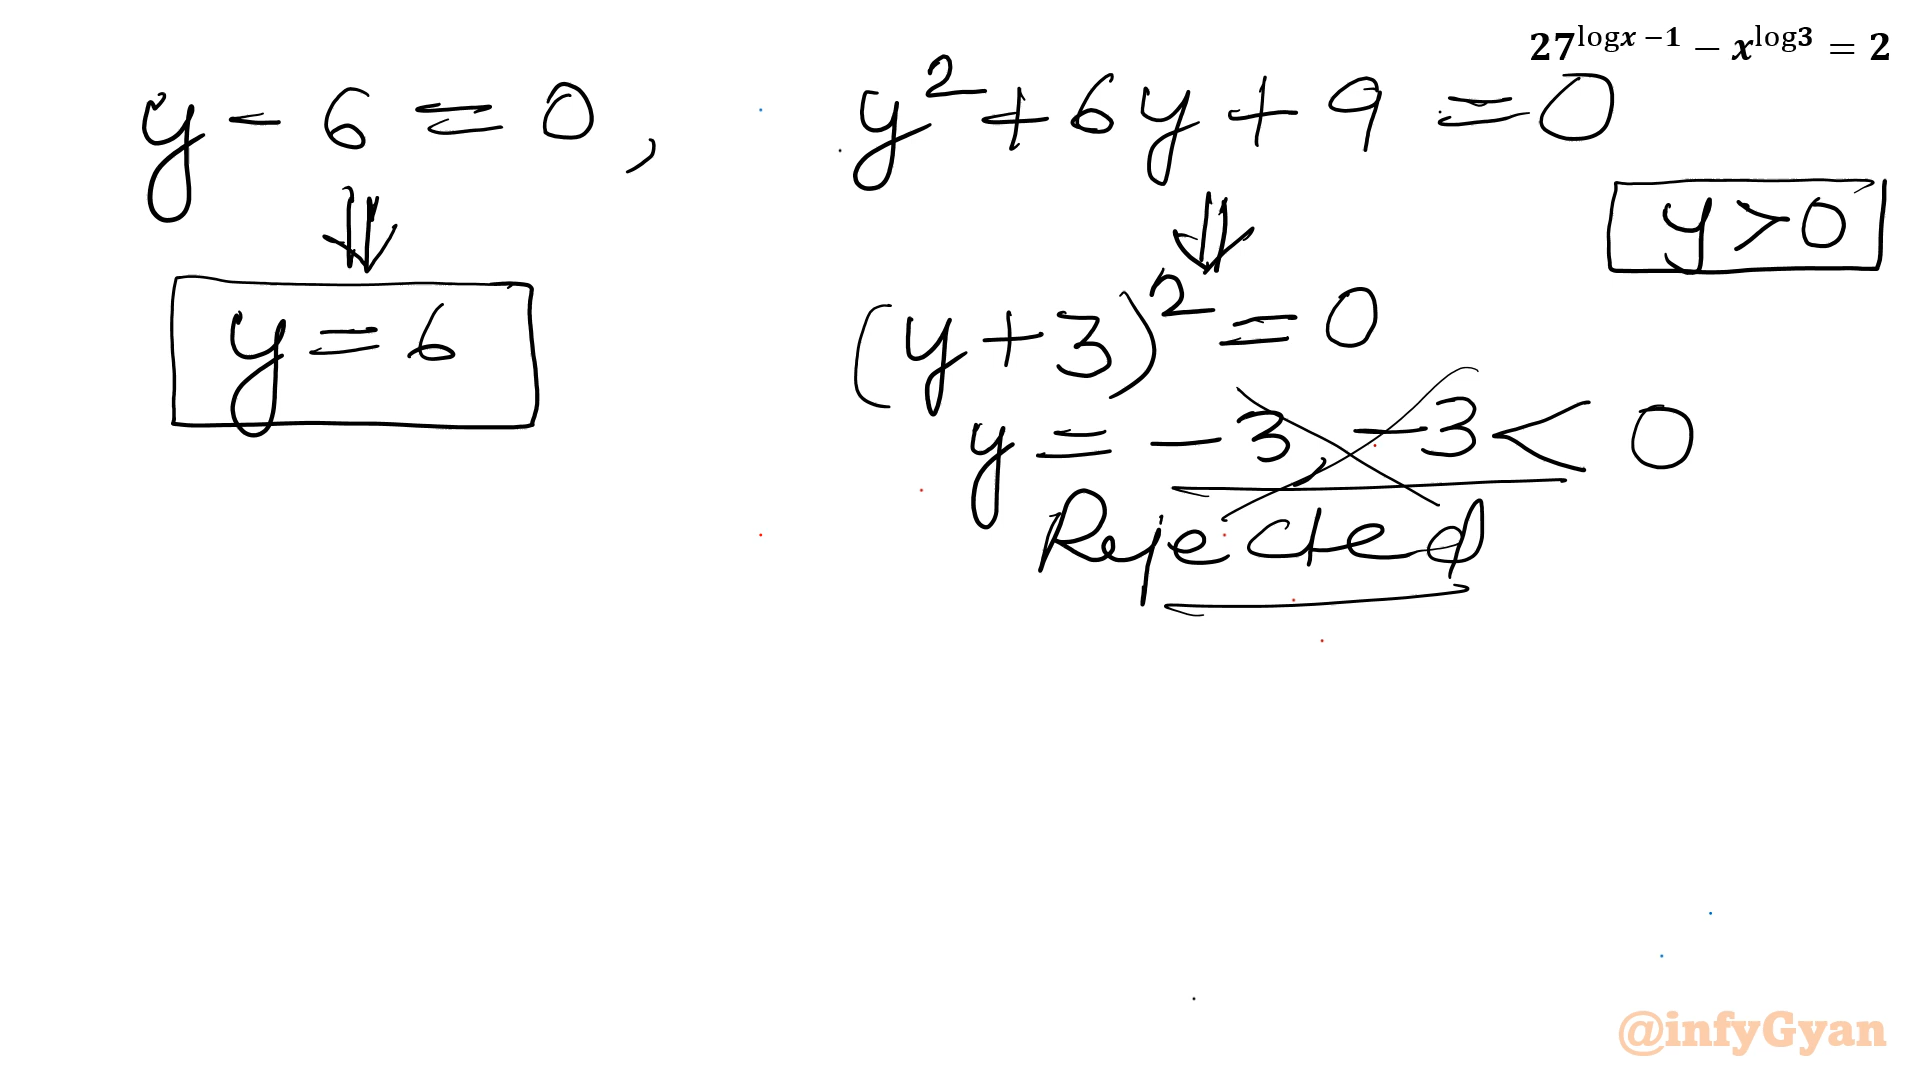 27^(log x − 1) − x^(log 3) = 2
y − 6 = 0, y² + 6y + 9 = 0
y > 0
y = 6
(y + 3)² = 0
y = −3, −3 < 0
Rejected
@infyGyan